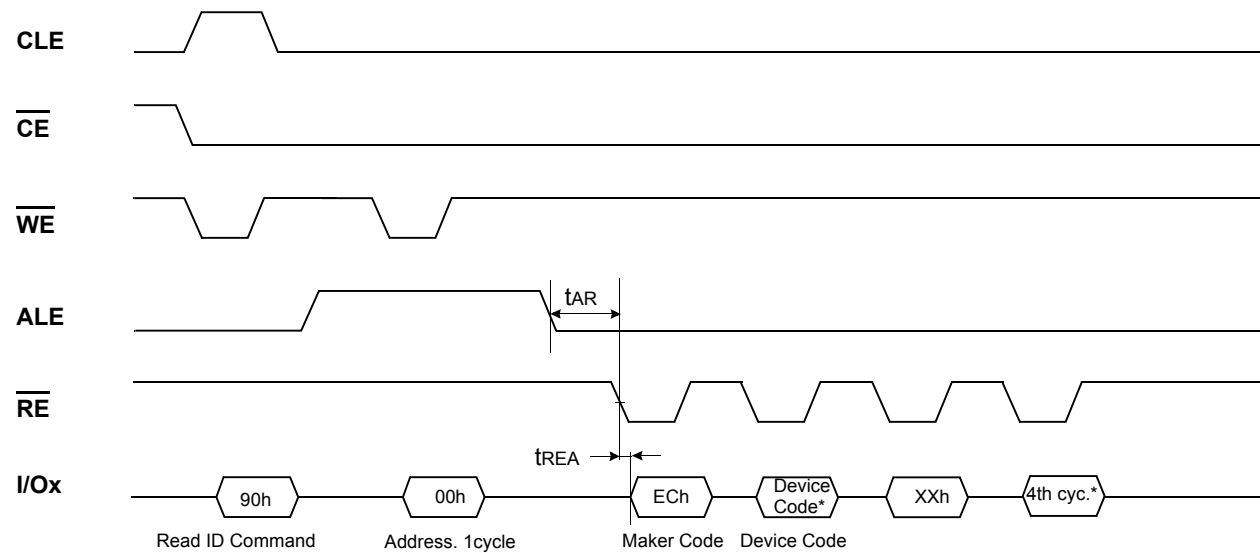 CLE
CE
WE
ALE
tAR
RE
tREA
I/Ox
90h
00h
ECh
Device
Code*
XXh
4th cyc.*
Read ID Command
Address. 1cycle
Maker Code
Device Code